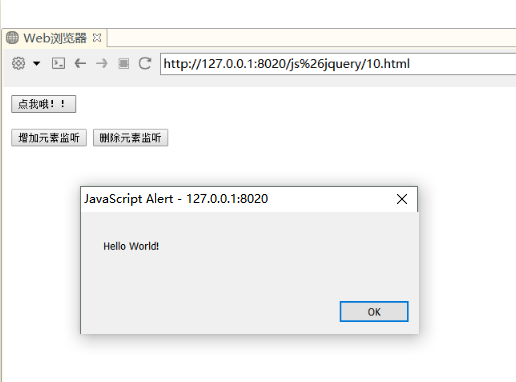 Web浏览器
http://127.0.0.1:8020/js%26jquery/10.html
点我哦！！
增加元素监听 删除元素监听
JavaScript Alert - 127.0.0.1:8020
Hello World!
OK